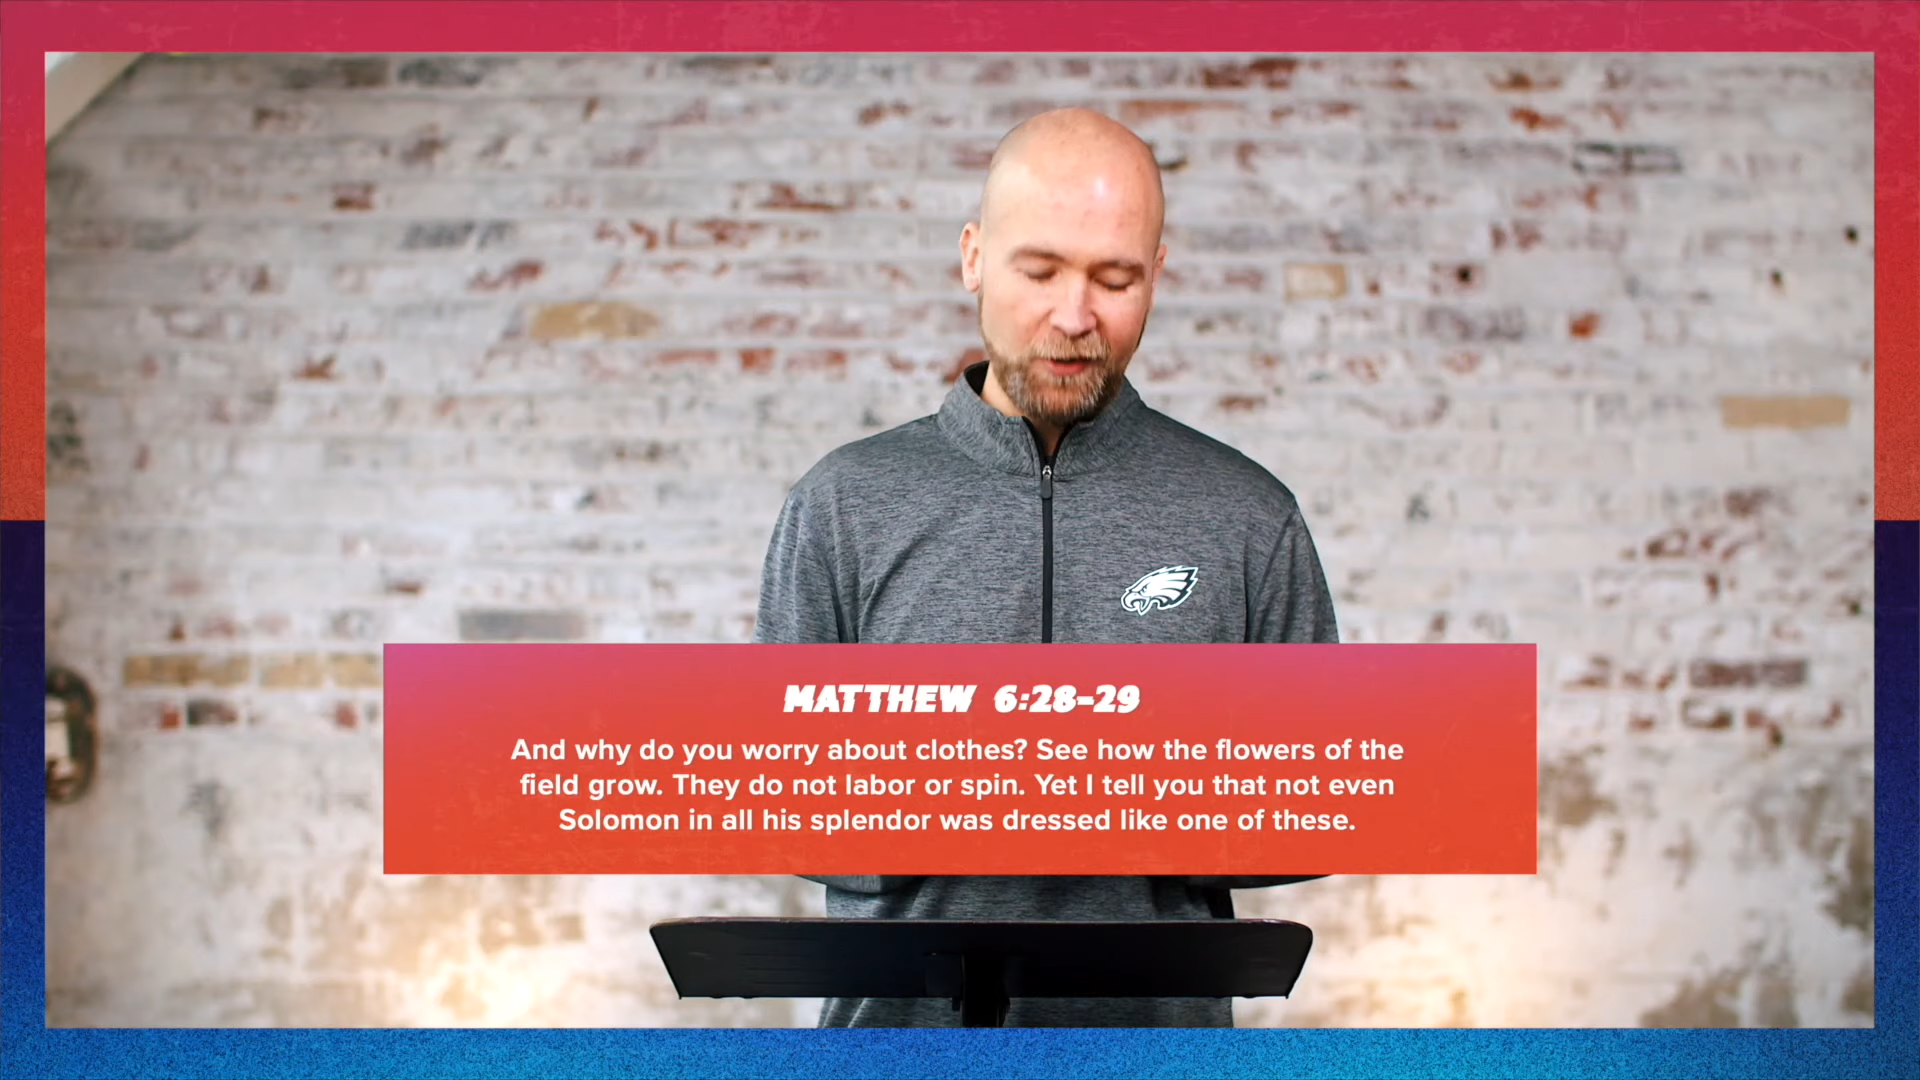 MATTHEW 6:28-29
And why do you worry about clothes? See how the flowers of the
field grow. They do not labor or spin. Yet I tell you that not even
Solomon in all his splendor was dressed like one of these.